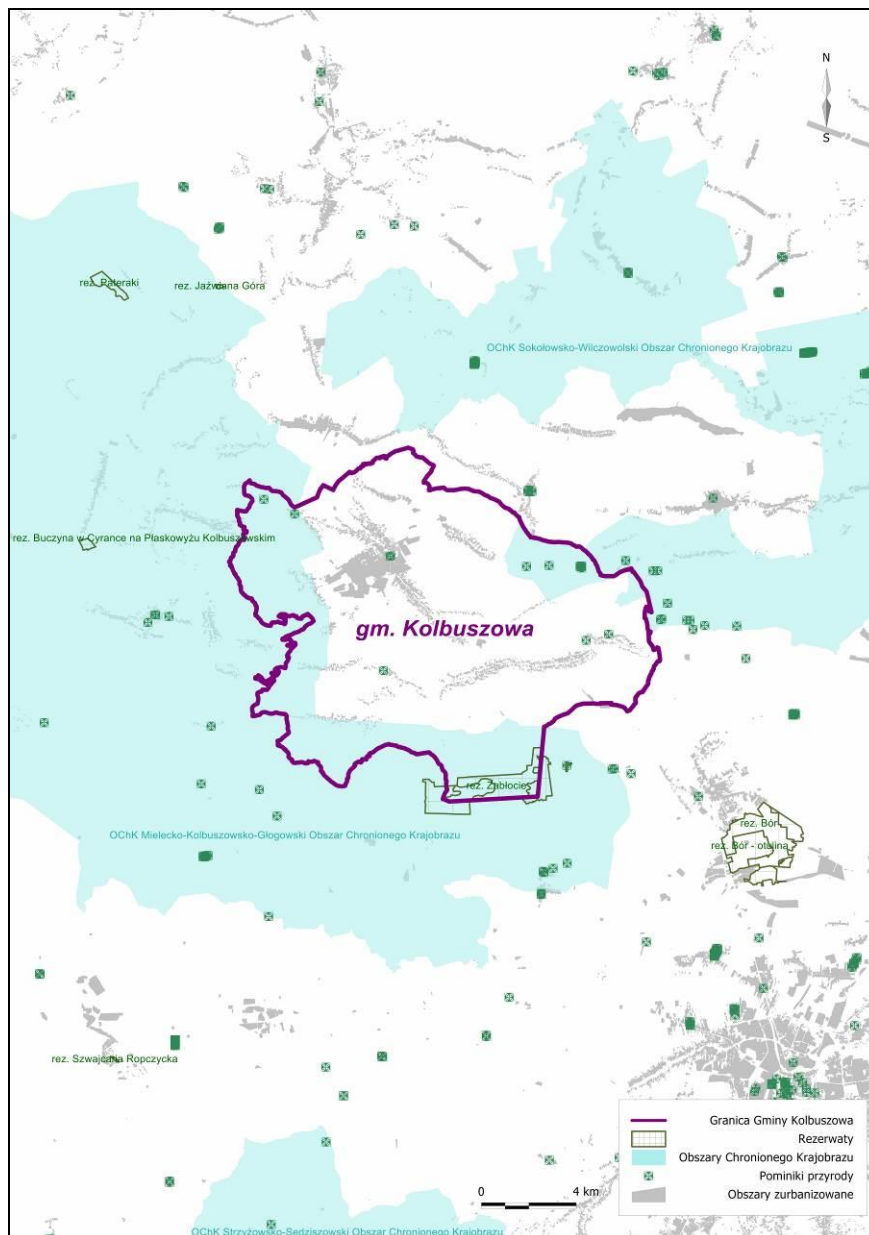 N
S
rez. Pateraki
rez. Jaźwiana Góra
OChK Sokołowsko-Wilczowolski Obszar Chronionego Krajobrazu
rez. Buczyna w Cyrance na Płaskowyżu Kolbuszowskim
gm. Kolbuszowa
rez. Zabłocie
rez. Bór
OChK Mielecko-Kolbuszowsko-Głogowski Obszar Chronionego Krajobrazu
rez. Bór - otulina
rez. Szwajcaria Ropczycka
Granica Gminy Kolbuszowa
Rezerwaty
Obszary Chronionego Krajobrazu
Pominiki przyrody
Obszary zurbanizowane
0 4 km
OChK Strzyżowsko-Sędziszowski Obszar Chronionego Krajobrazu